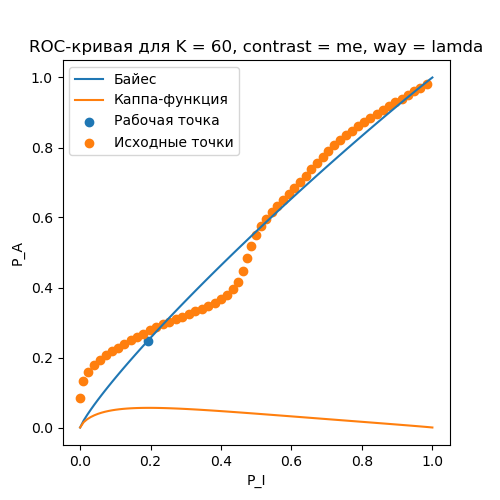 ROC-кривая для K = 60, contrast = me, way = lamda
Байес
Каппа-функция
Рабочая точка
Исходные точки
P_A
1.0
0.8
0.6
0.4
0.2
0.0
0.0 0.2 0.4 0.6 0.8 1.0
P_I